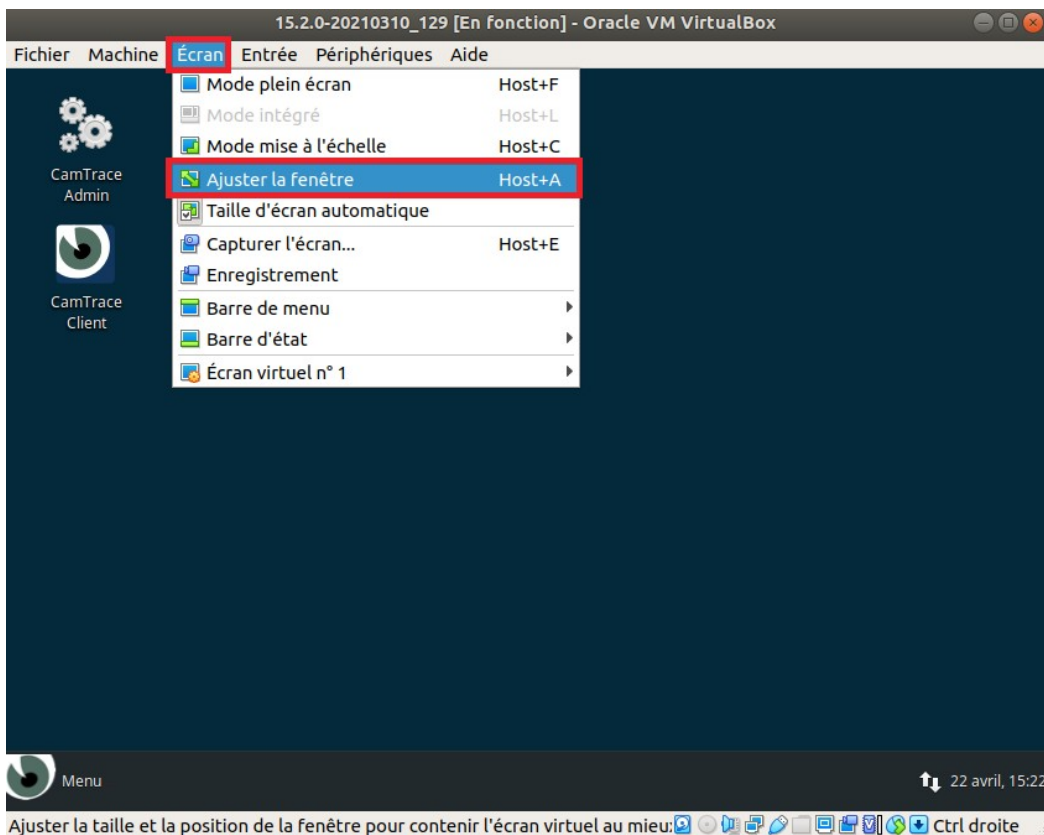 15.2.0-20210310_129 [En fonction] - Oracle VM VirtualBox
Fichier Machine Écran Entrée Périphériques Aide
Mode plein écran Host+F
Mode intégré Host+L
Mode mise à l'échelle Host+C
Ajuster la fenêtre Host+A
Taille d'écran automatique
Capturer l'écran... Host+E
Enregistrement
Barre de menu
Barre d'état
Écran virtuel n° 1
CamTrace
Admin
CamTrace
Client
Menu
22 avril, 15:22
Ajuster la taille et la position de la fenêtre pour contenir l'écran virtuel au mieu
Ctrl droite